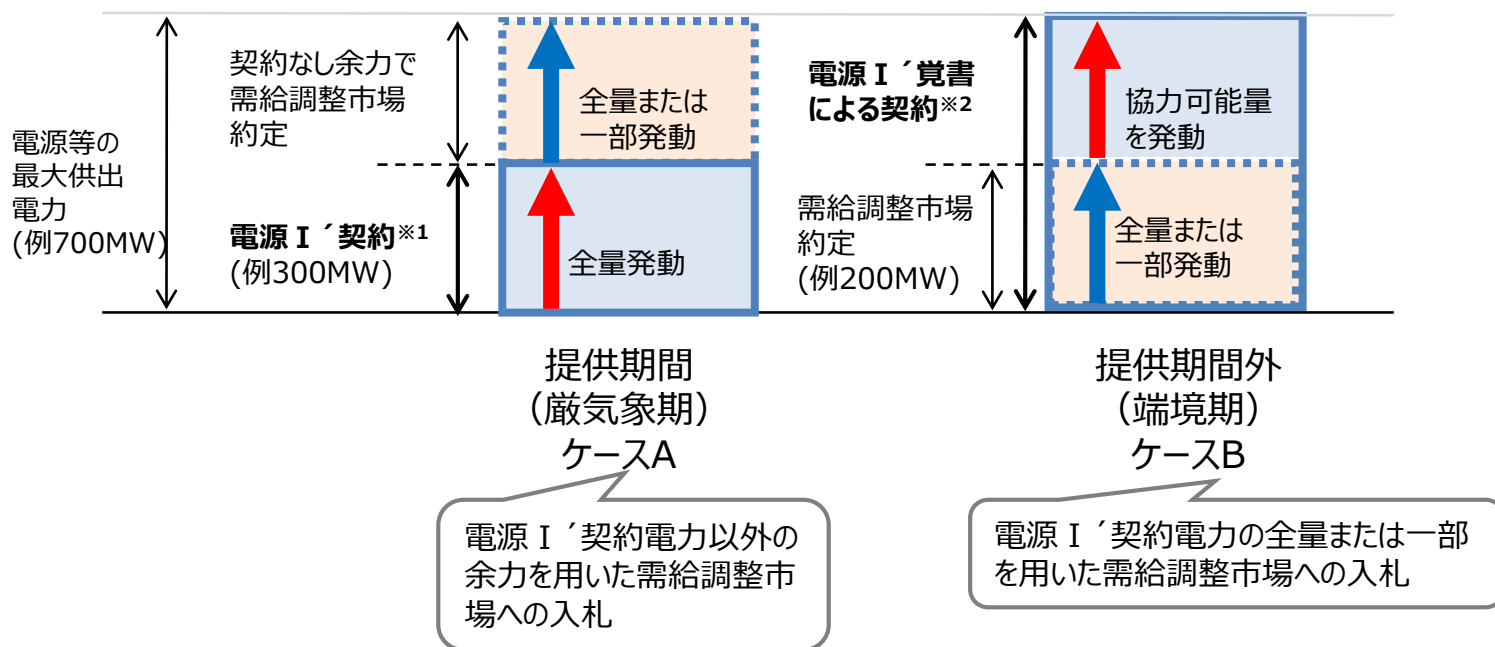 電源等の
最大供出
電力
(例700MW)
契約なし余力で
需給調整市場
約定
電源Ⅰ´契約※1
(例300MW)
全量または
一部発動
全量発動
電源Ⅰ´覚書
による契約※2
需給調整市場
約定
(例200MW)
協力可能量
を発動
全量または
一部発動
提供期間
(厳気象期)
ケースA
提供期間外
(端境期)
ケースB
電源Ⅰ´契約電力以外の
余力を用いた需給調整市
場への入札
電源Ⅰ´契約電力の全量または一部
を用いた需給調整市場への入札